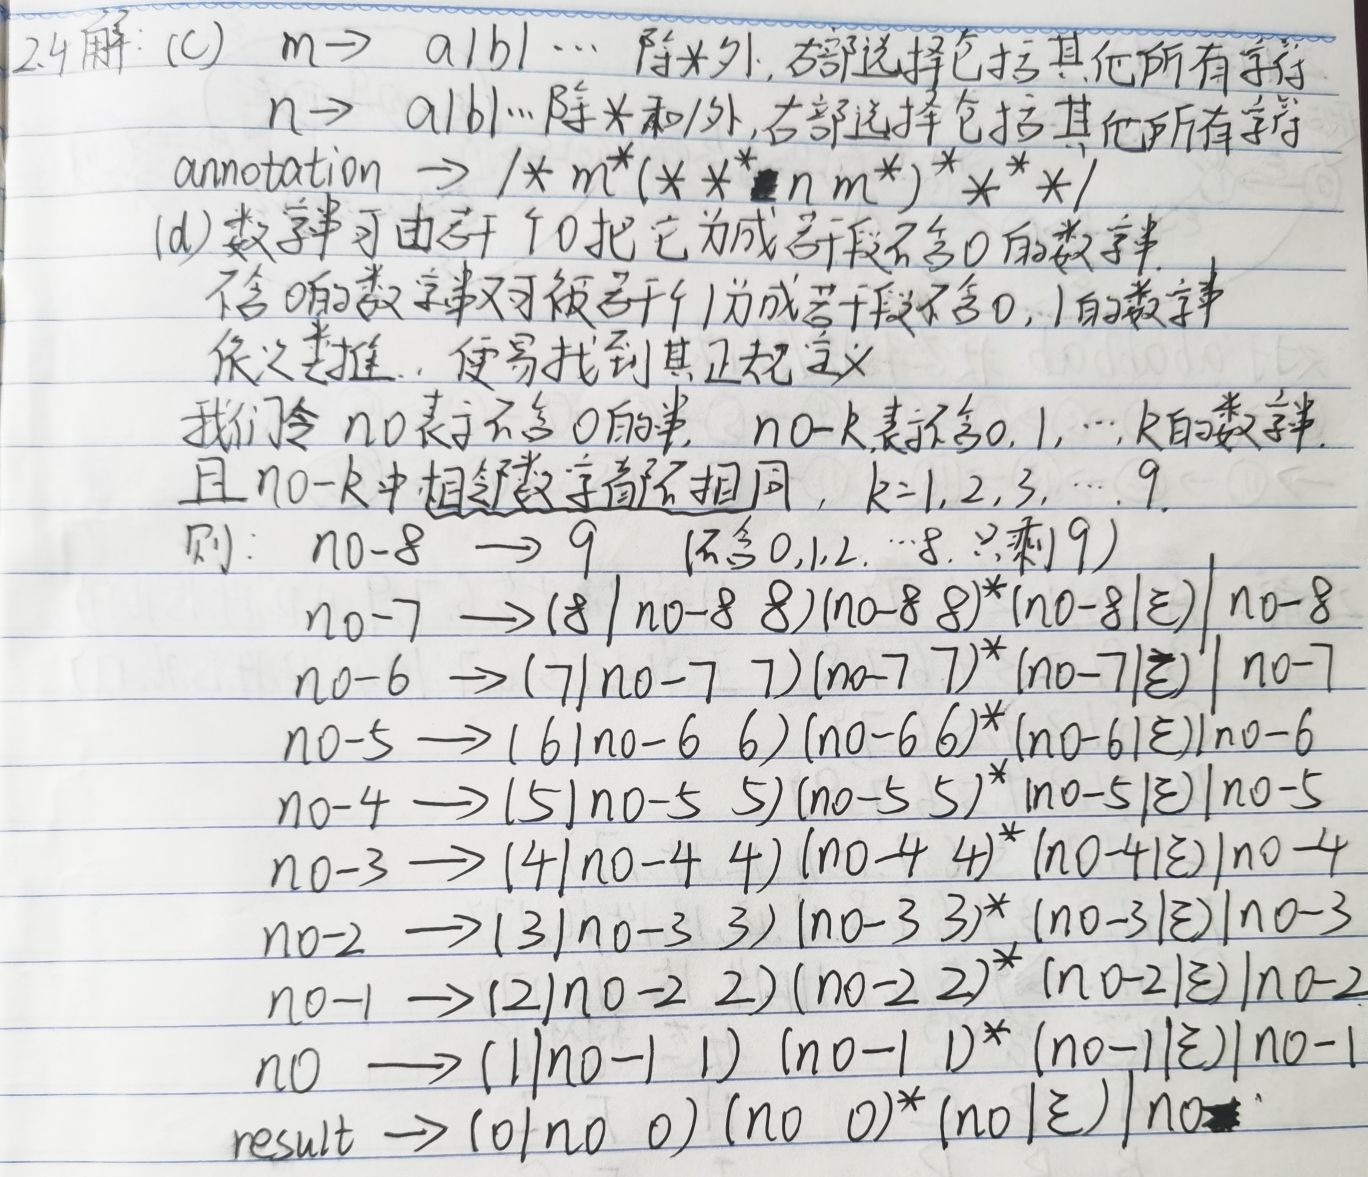 2.4解: (c) m→ a|b|… 除*外,右部选择包括其他所有字符
n→ a|b|…除*和/外,右部选择包括其他所有字符
annotation → /* m*(* **n m*)* * * */
(d)数字串可由若干个0把它分成若干段不含0的数字串.
不含0的数字串又可被若干个1分成若干段不含0,1的数字串
依次类推.. 便易找到其正规定义
我们令 no表示不含0的串. no-k表示不含0,1,…,k的数字串.
且no-k中相邻数字都不相同, k=1,2,3,…,9.
则: no-8 → 9 (不含0,1,2.…8.只剩9)
no-7 → (8|no-8 8)(no-8 8)*(no-8|ε)|no-8
no-6 → (7|no-7 7)(no-7 7)*(no-7|ε)|no-7
no-5 → (6|no-6 6)(no-6 6)*(no-6|ε)|no-6
no-4 → (5|no-5 5)(no-5 5)*(no-5|ε)|no-5
no-3 → (4|no-4 4)(no-4 4)*(no-4|ε)|no-4
no-2 → (3|no-3 3)(no-3 3)*(no-3|ε)|no-3
no-1 → (2|no-2 2)(no-2 2)*(no-2|ε)|no-2
no → (1|no-1 1)(no-1 1)*(no-1|ε)|no-1
result → (0|no 0)(no 0)*(no|ε)|no